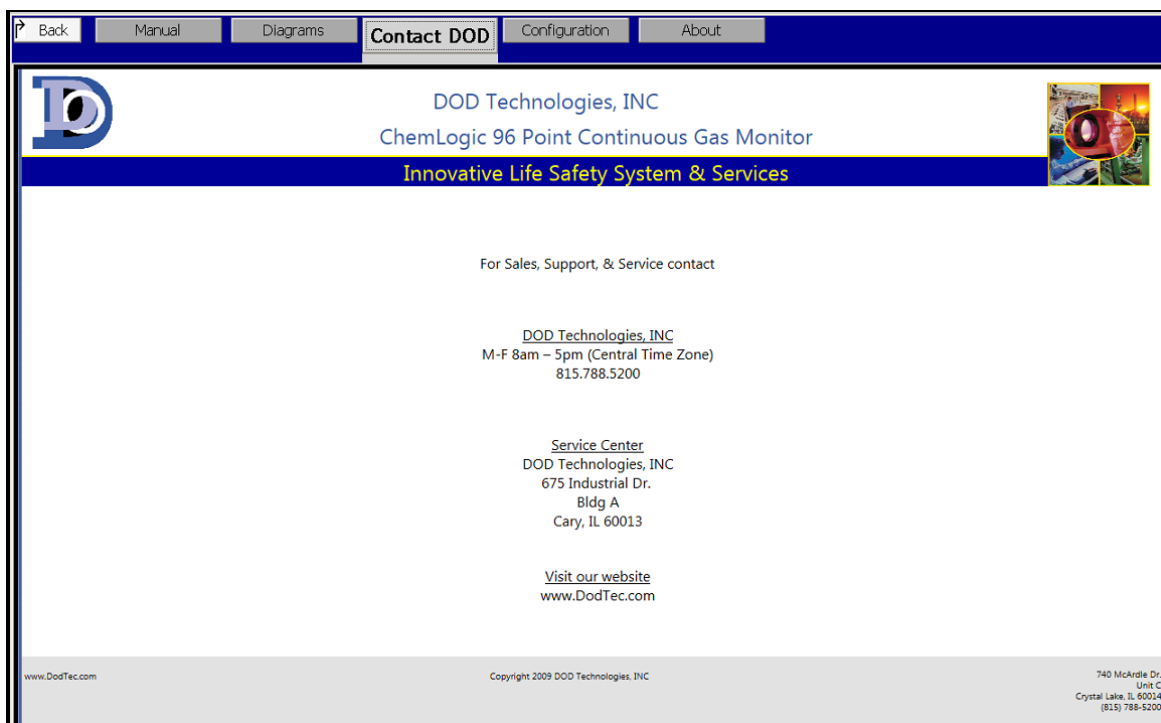 Back
Manual
Diagrams
Contact DOD
Configuration
About
DOD Technologies, INC
ChemLogic 96 Point Continuous Gas Monitor
Innovative Life Safety System & Services
For Sales, Support, & Service contact
DOD Technologies, INC
M-F 8am – 5pm (Central Time Zone)
815.788.5200
Service Center
DOD Technologies, INC
675 Industrial Dr.
Bldg A
Cary, IL 60013
Visit our website
www.DodTec.com
www.DodTec.com
Copyright 2009 DOD Technologies, INC
740 McArdle Dr.
Unit C
Crystal Lake, IL 60014
(815) 788-5200